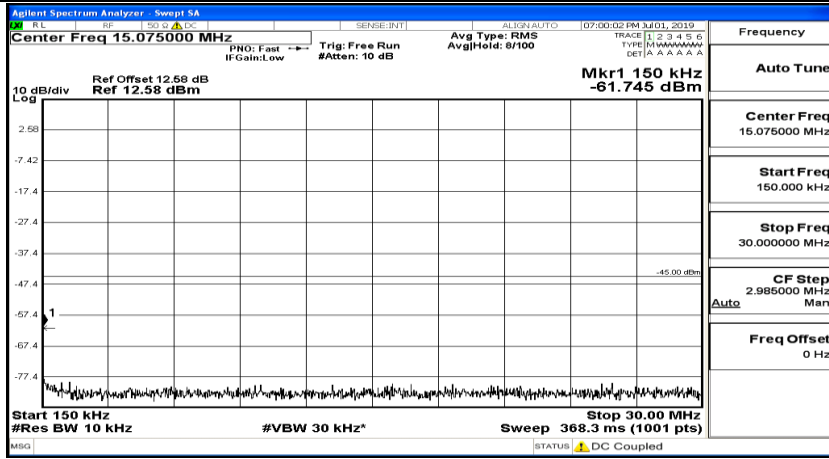 Agilent Spectrum Analyzer - Swept SA
LXI RL RF 50 Ω DC SENSE:INT ALIGN AUTO 07:00:02 PM Jul 01, 2019
Center Freq 15.075000 MHz
PNO: Fast
IFGain:Low
Trig: Free Run
#Atten: 10 dB
Avg Type: RMS
Avg|Hold: 8/100
TRACE 1 2 3 4 5 6
TYPE MWWWWW
DET A A A A A A
Ref Offset 12.58 dB
10 dB/div Ref 12.58 dBm
Log
Mkr1 150 kHz
-61.745 dBm
2.58
-7.42
-17.4
-27.4
-37.4
-45.00 dBm
-47.4
-57.4
1
-67.4
-77.4
Start 150 kHz Stop 30.00 MHz
#Res BW 10 kHz #VBW 30 kHz* Sweep 368.3 ms (1001 pts)
MSG STATUS DC Coupled
Frequency
Auto Tune
Center Freq
15.075000 MHz
Start Freq
150.000 kHz
Stop Freq
30.000000 MHz
CF Step
2.985000 MHz
Auto Man
Freq Offset
0 Hz